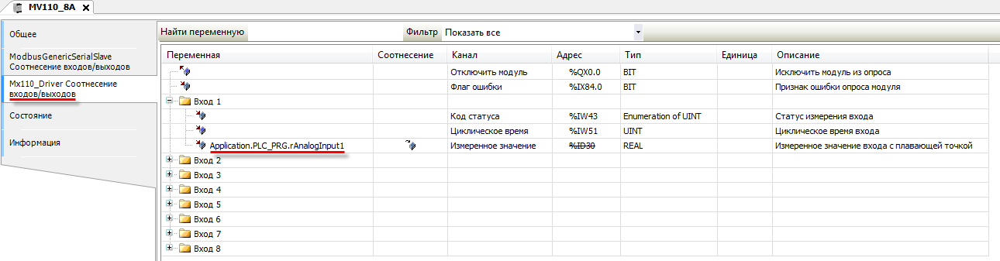 MV110_8A
Общее
ModbusGenericSerialSlave
Соотнесение входов/выходов
Mx110_Driver Соотнесение
входов/выходов
Состояние
Информация
Найти переменную Фильтр Показать все
Переменная Соотнесение Канал Адрес Тип Единица Описание
Отключить модуль %QX0.0 BIT Исключить модуль из опроса
Флаг ошибки %IX84.0 BIT Признак ошибки опроса модуля
Вход 1
Код статуса %IW43 Enumeration of UINT Статус измерения входа
Циклическое время %IW51 UINT Циклическое время входа
Application.PLC_PRG.rAnalogInput1 Измеренное значение %ID30 REAL Измеренное значение входа с плавающей точкой
Вход 2
Вход 3
Вход 4
Вход 5
Вход 6
Вход 7
Вход 8